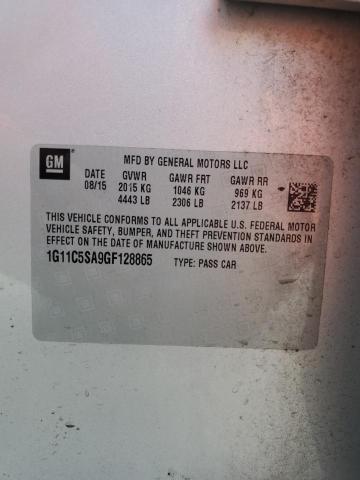 GM
MFD BY GENERAL MOTORS LLC
DATE GVWR GAWR FRT GAWR RR
08/15 2015 KG 1046 KG 969 KG
4443 LB 2306 LB 2137 LB
THIS VEHICLE CONFORMS TO ALL APPLICABLE U.S. FEDERAL MOTOR
VEHICLE SAFETY, BUMPER, AND THEFT PREVENTION STANDARDS IN
EFFECT ON THE DATE OF MANUFACTURE SHOWN ABOVE.
1G11C5SA9GF128865 TYPE: PASS CAR